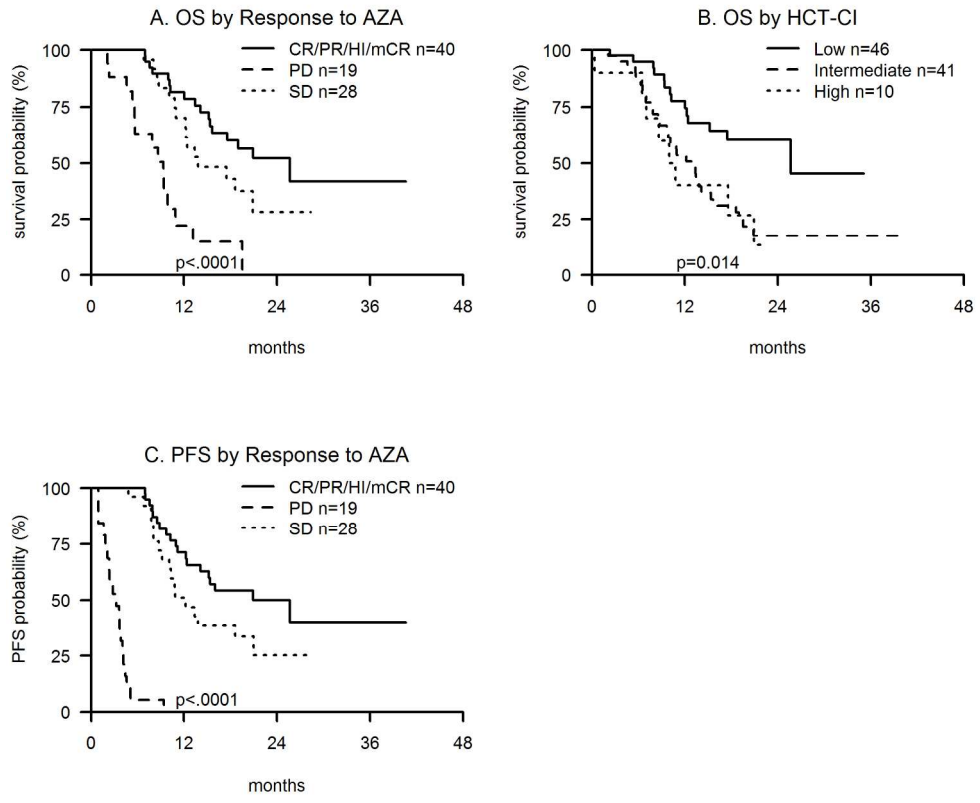 A. OS by Response to AZA
CR/PR/HI/mCR n=40
PD n=19
SD n=28
survival probability (%)
100
75
50
25
0
p<.0001
0 12 24 36 48
months
B. OS by HCT-CI
Low n=46
Intermediate n=41
High n=10
survival probability (%)
100
75
50
25
0
p=0.014
0 12 24 36 48
months
C. PFS by Response to AZA
CR/PR/HI/mCR n=40
PD n=19
SD n=28
PFS probability (%)
100
75
50
25
0
p<.0001
0 12 24 36 48
months